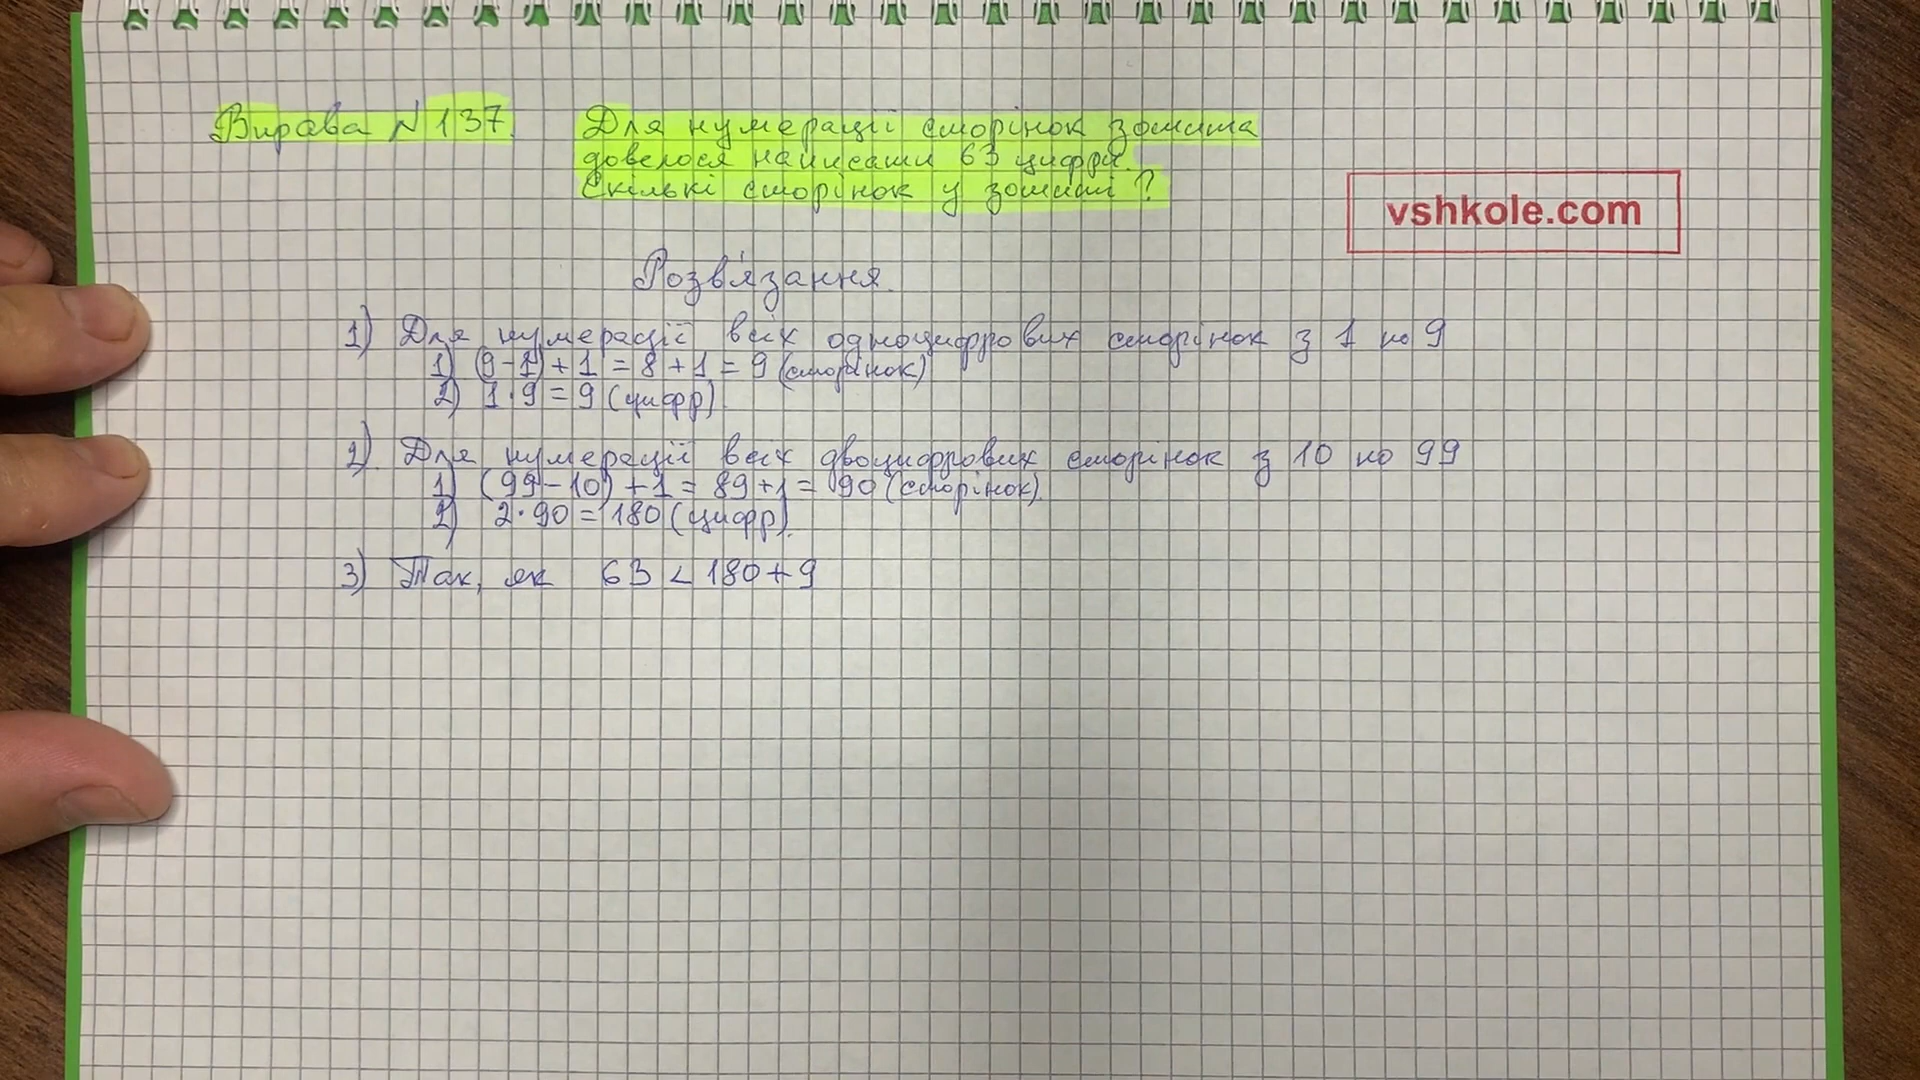 Вправа №137.
Для нумерації сторінок зошита
довелося написати 63 цифри.
Скількі сторінок у зошиті?
vshkole.com
Розв'язання.
1) Для нумерації всіх одноцифрових сторінок з 1 по 9
1) (9-1)+1=8+1=9 (сторінок)
2) 1·9=9 (цифр).
2). Для нумерації всіх двоцифрових сторінок з 10 по 99
1) (99-10)+1=89+1=90 (сторінок).
2) 2·90=180 (цифр).
3) Так, як 63<180+9